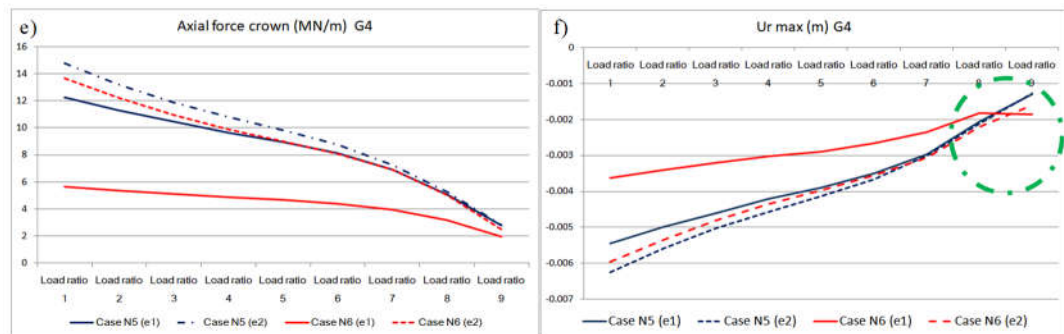 e)
Axial force crown (MN/m) G4
16
14
12
10
8
6
4
2
0
Load ratio Load ratio Load ratio Load ratio Load ratio Load ratio Load ratio Load ratio Load ratio
1 2 3 4 5 6 7 8 9
Case N5 (e1) Case N5 (e2) Case N6 (e1) Case N6 (e2)
f)
Ur max (m) G4
0
Load ratio Load ratio Load ratio Load ratio Load ratio Load ratio Load ratio Load ratio Load ratio
1 2 3 4 5 6 7 8 9
-0.001
-0.002
-0.003
-0.004
-0.005
-0.006
-0.007
Case N5 (e1) Case N5 (e2) Case N6 (e1) Case N6 (e2)